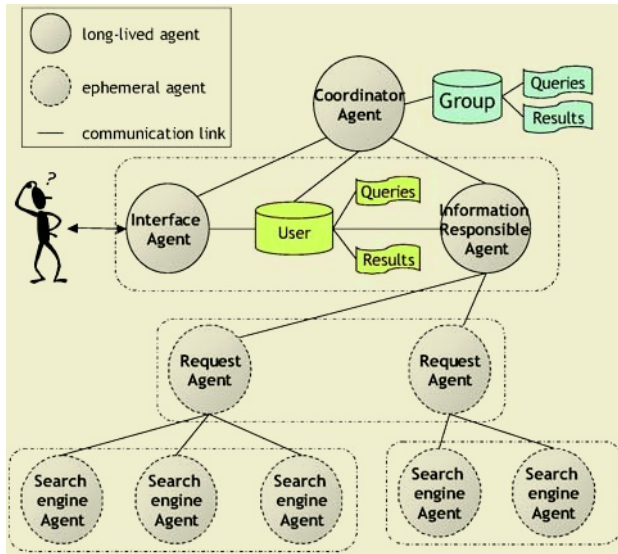 long-lived agent
ephemeral agent
communication link
Coordinator
Agent
Group
Queries
Results
?
Interface
Agent
User
Queries
Results
Information
Responsible
Agent
Request
Agent
Request
Agent
Search
engine
Agent
Search
engine
Agent
Search
engine
Agent
Search
engine
Agent
Search
engine
Agent